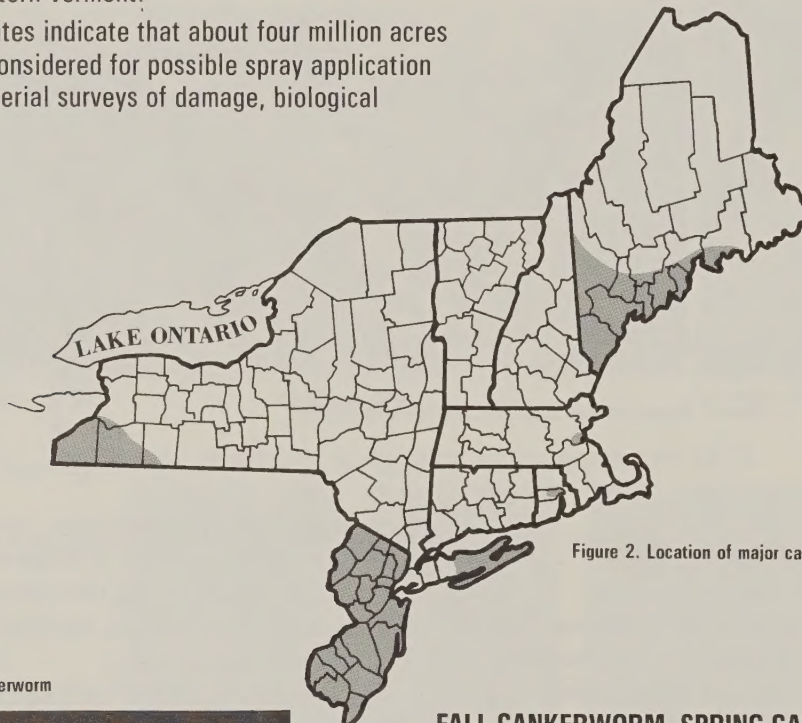 tes indicate that about four million acres
onsidered for possible spray application
erial surveys of damage, biological
LAKE ONTARIO
Figure 2. Location of major ca
erworm
FALL CANKERWORM, SPRING CA